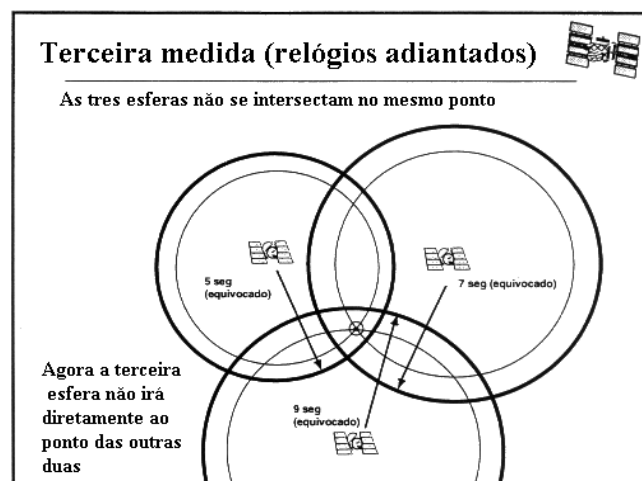 Terceira medida (relógios adiantados)
As tres esferas não se intersectam no mesmo ponto
5 seg
(equivocado)
7 seg (equivocado)
9 seg
(equivocado)
Agora a terceira
esfera não irá
diretamente ao
ponto das outras
duas